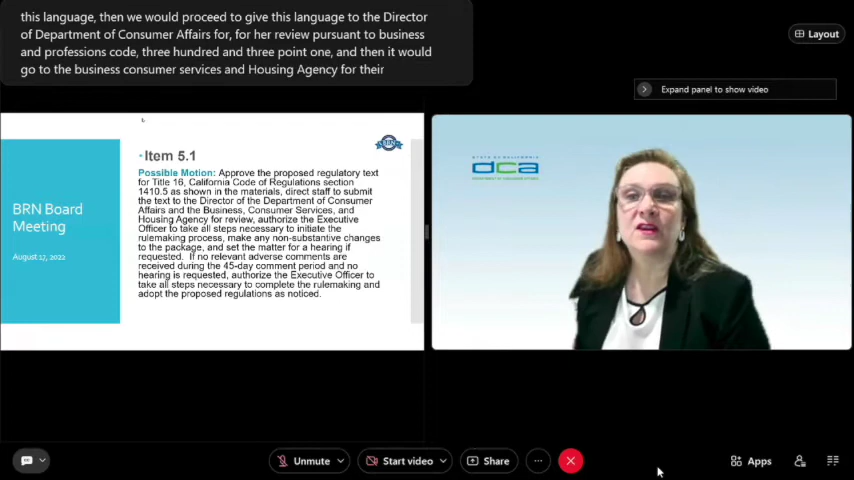 this language, then we would proceed to give this language to the Director
of Department of Consumer Affairs for, for her review pursuant to business
and professions code, three hundred and three point one, and then it would
go to the business consumer services and Housing Agency for their
Layout
Expand panel to show video
BRN Board
Meeting
August 17, 2022
BRN
• Item 5.1
Possible Motion: Approve the proposed regulatory text
for Title 16, California Code of Regulations section
1410.5 as shown in the materials, direct staff to submit
the text to the Director of the Department of Consumer
Affairs and the Business, Consumer Services, and
Housing Agency for review, authorize the Executive
Officer to take all steps necessary to initiate the
rulemaking process, make any non-substantive changes
to the package, and set the matter for a hearing if
requested. If no relevant adverse comments are
received during the 45-day comment period and no
hearing is requested, authorize the Executive Officer to
take all steps necessary to complete the rulemaking and
adopt the proposed regulations as noticed.
STATE OF CALIFORNIA
dca
DEPARTMENT OF CONSUMER AFFAIRS
Unmute
Start video
Share
Apps